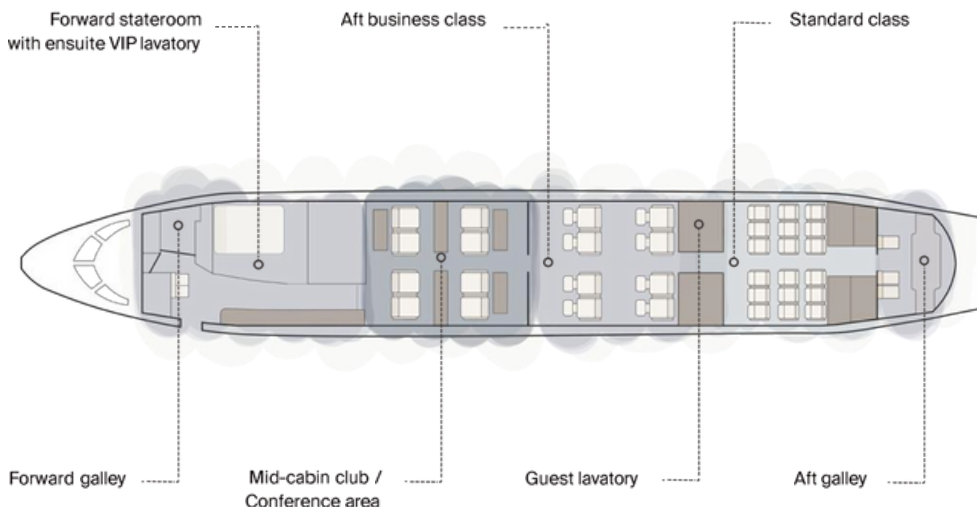 Forward stateroom
with ensuite VIP lavatory
Aft business class
Standard class
Forward galley
Mid-cabin club /
Conference area
Guest lavatory
Aft galley